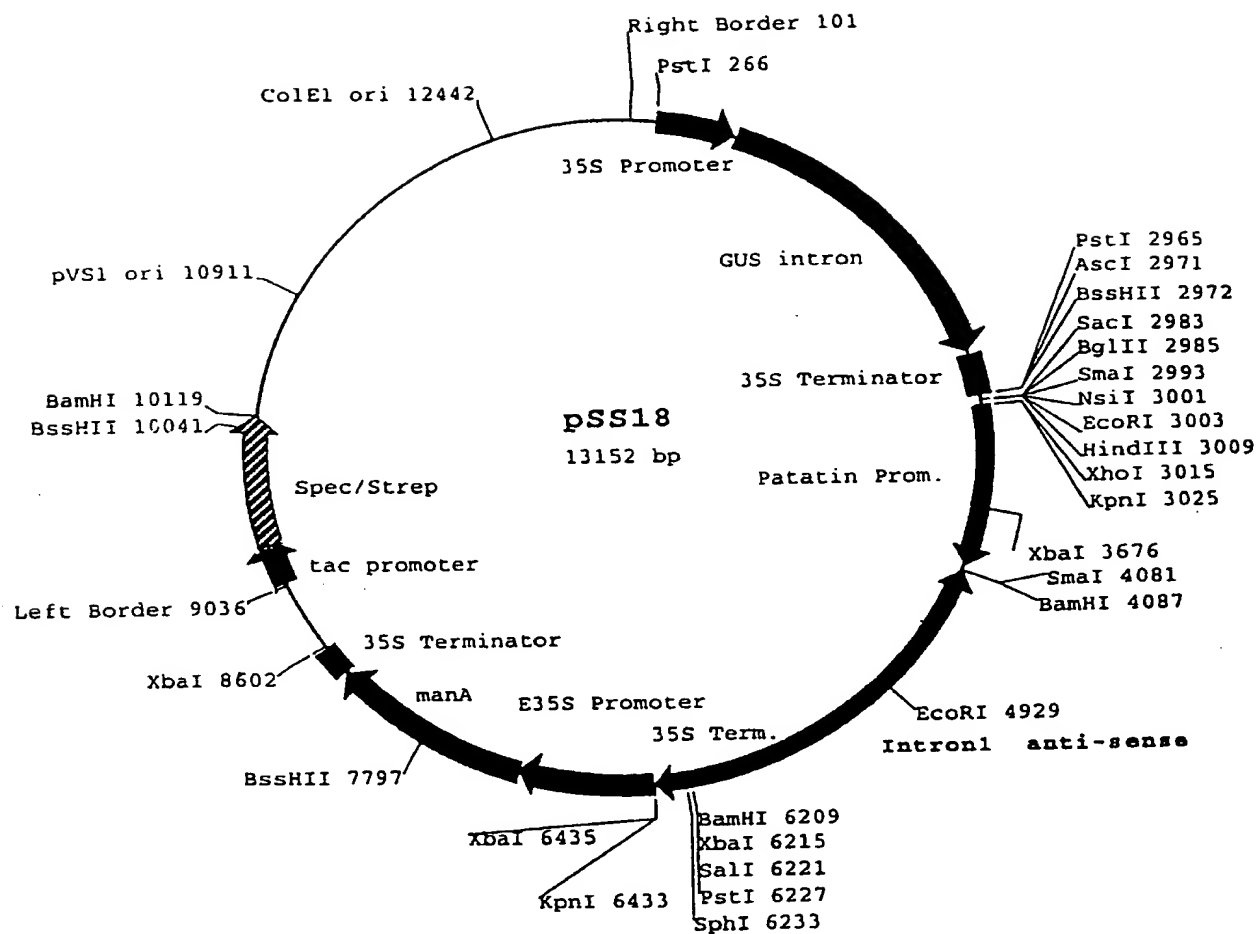 Right Border 101
PstI 266
ColE1 ori 12442
35S Promoter
GUS intron
PstI 2965
AscI 2971
BssHII 2972
SacI 2983
BglII 2985
SmaI 2993
NsiI 3001
EcoRI 3003
HindIII 3009
XhoI 3015
KpnI 3025
pVS1 ori 10911
35S Terminator
BamHI 10119
BssHII 10041
pSS18
13152 bp
Patatin Prom.
Spec/Strep
XbaI 3676
SmaI 4081
BamHI 4087
tac promoter
Left Border 9036
35S Terminator
XbaI 8602
manA
E35S Promoter
35S Term.
EcoRI 4929
Intron1 anti-sense
BssHII 7797
BamHI 6209
XbaI 6215
SalI 6221
PstI 6227
SphI 6233
XbaI 6435
KpnI 6433